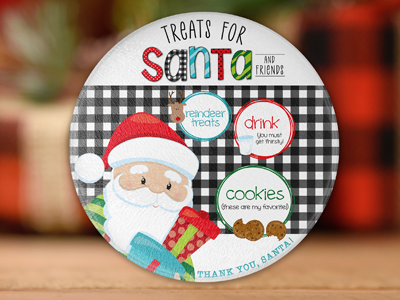 TREATS FOR
Santa
AND
FRIENDS
reindeer
treats
drink
(you must
get thirsty!)
cookies
(these are my favorite!)
THANK YOU, SANTA!